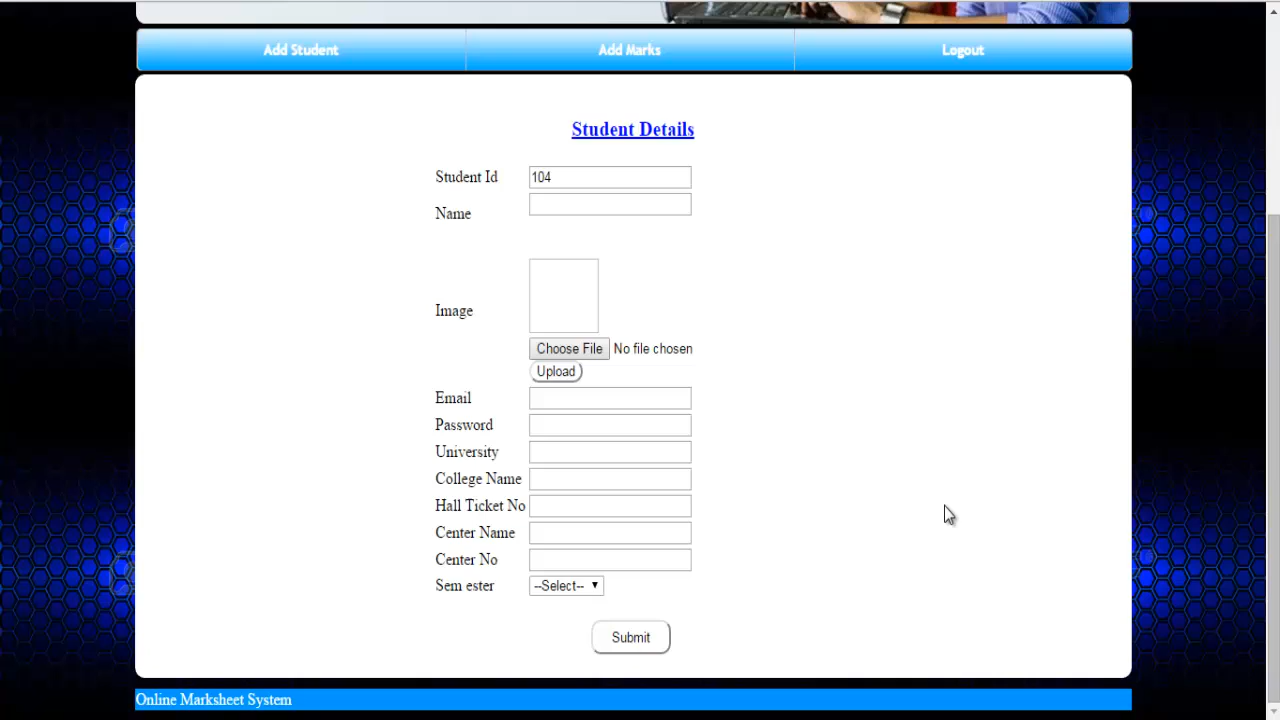 Add Student Add Marks Logout
Student Details
Student Id 104
Name
Image
Choose File No file chosen
Upload
Email
Password
University
College Name
Hall Ticket No
Center Name
Center No
Sem ester --Select--
Submit
Online Marksheet System